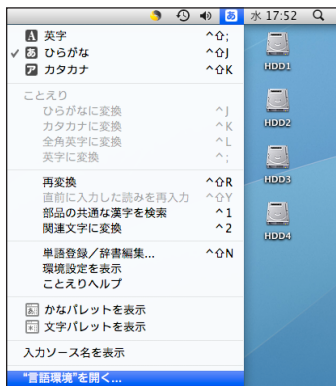 あ 水 17:52
A 英字 ^⇧;
✓ あ ひらがな ^⇧J
ア カタカナ ^⇧K
ことえり
ひらがなに変換 ^J
カタカナに変換 ^K
全角英字に変換 ^L
英字に変換 ^;
再変換 ^⇧R
直前に入力した読みを再入力 ^⇧Y
部品の共通な漢字を検索 ^1
関連文字に変換 ^2
単語登録／辞書編集... ^⇧N
環境設定を表示
ことえりヘルプ
かなパレットを表示
文字パレットを表示
入力ソース名を表示
"言語環境"を開く...
HDD1
HDD2
HDD3
HDD4